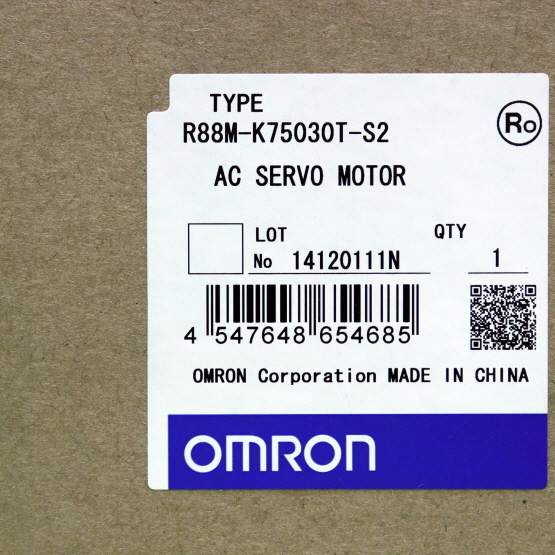 TYPE
R88M-K75030T-S2
Ro
AC SERVO MOTOR
LOT
No 14120111N
QTY
1
4 547648 654685
OMRON Corporation MADE IN CHINA
OMRON